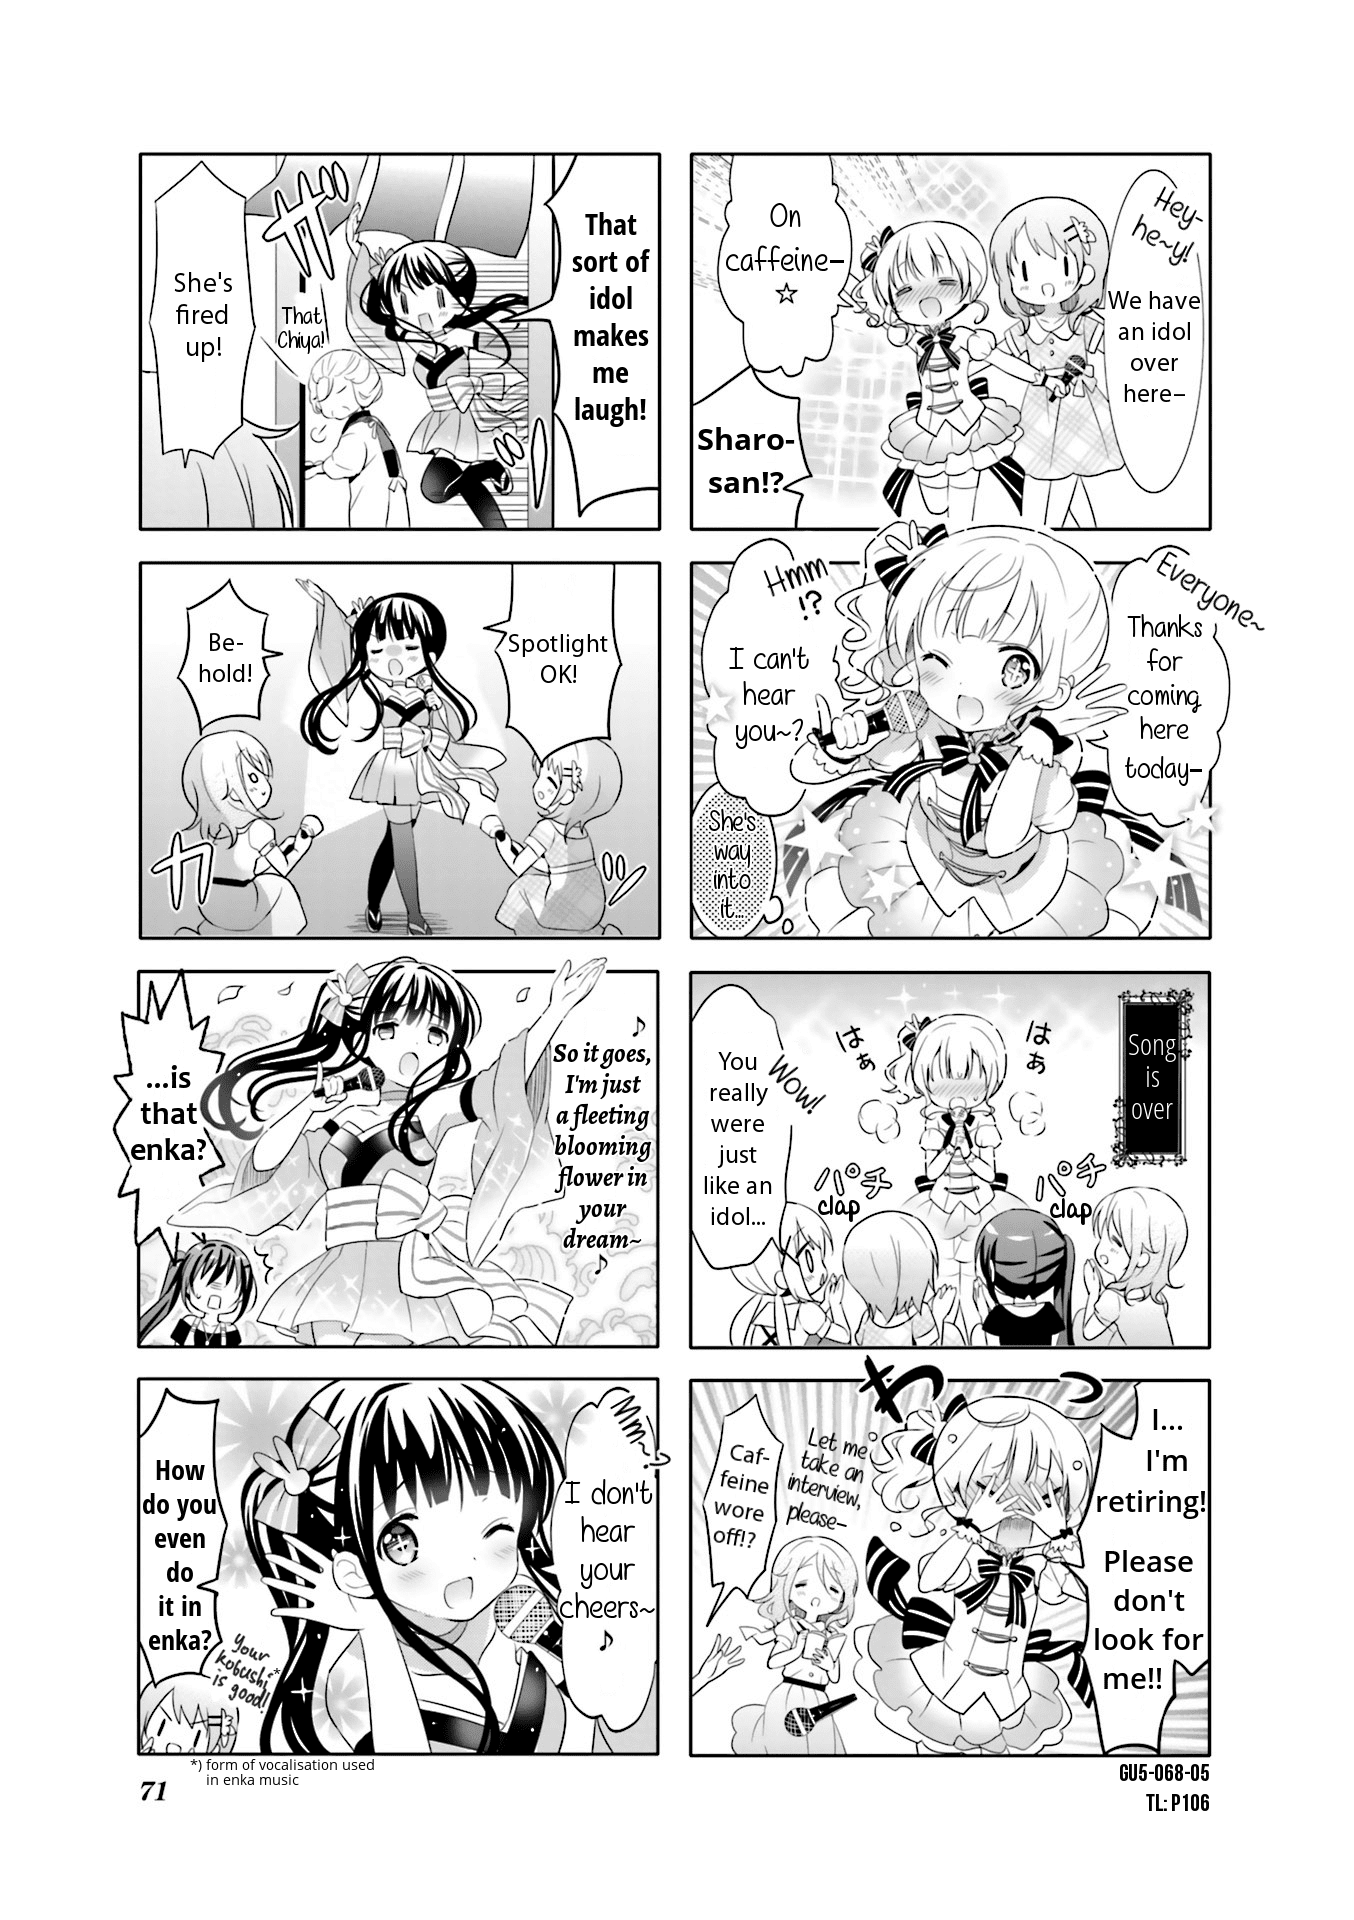 Hey-
he~y!
We have
an idol
over
here–
On
caffeine–
☆
Sharo-
san!?
Everyone~
Thanks
for
coming
here
today–
Hmm
!?
I can't
hear
you~?
She's
way
into
it...
Song
is
over
はぁ
はぁ
Wow!
You
really
were
just
like an
idol...
パチ
clap
パチ
clap
I...
I'm
retiring!
Please
don't
look for
me!!
わっ
Let me
take an
interview,
please–
Caf-
feine
wore
off!?
That
sort of
idol
makes
me
laugh!
ガッ
That
Chiya!
She's
fired
up!
Spotlight
OK!
Be-
hold!
カッ
♪
So it goes,
I'm just
a fleeting
blooming
flower in
your
dream~
♪
...is
that
enka?
Mm~?
I don't
hear
your
cheers~
♪
How
do you
even
do
it in
enka?
Your
kobushi*
is good!
*) form of vocalisation used
in enka music
71
GU5-068-05
TL: P106